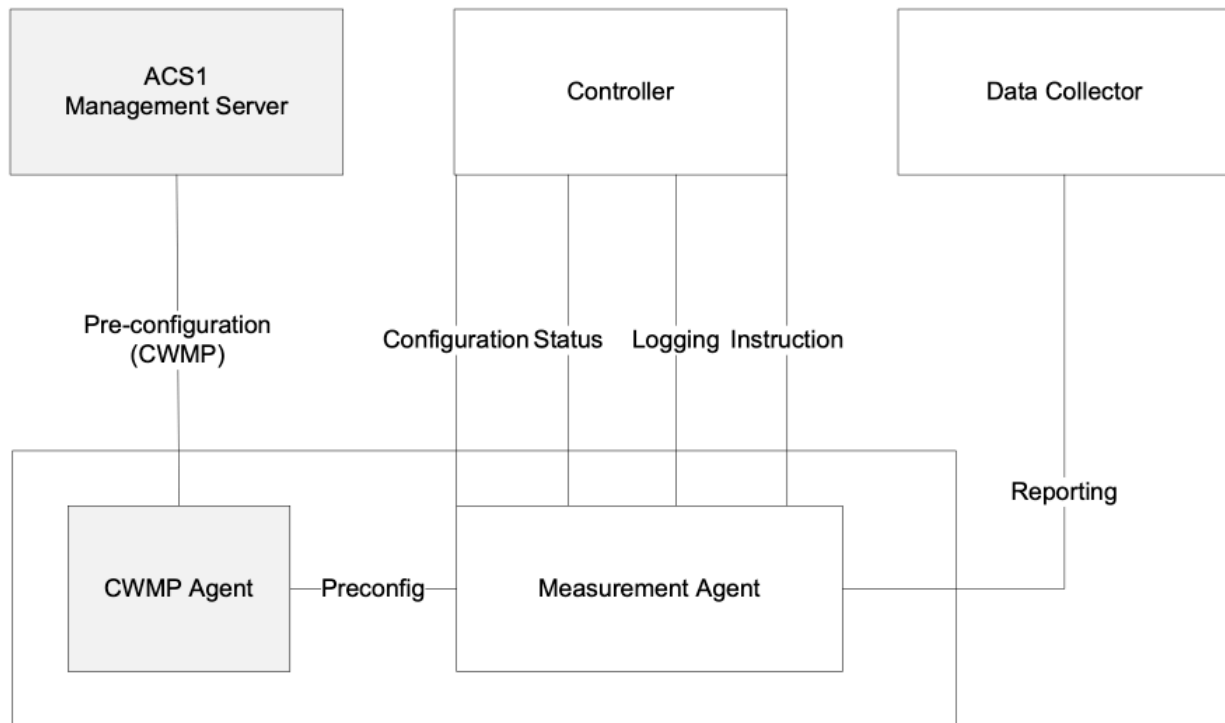 ACS1
Management Server
Controller
Data Collector
Pre-configuration
(CWMP)
Configuration
Status
Logging
Instruction
Reporting
CWMP Agent
Preconfig
Measurement Agent